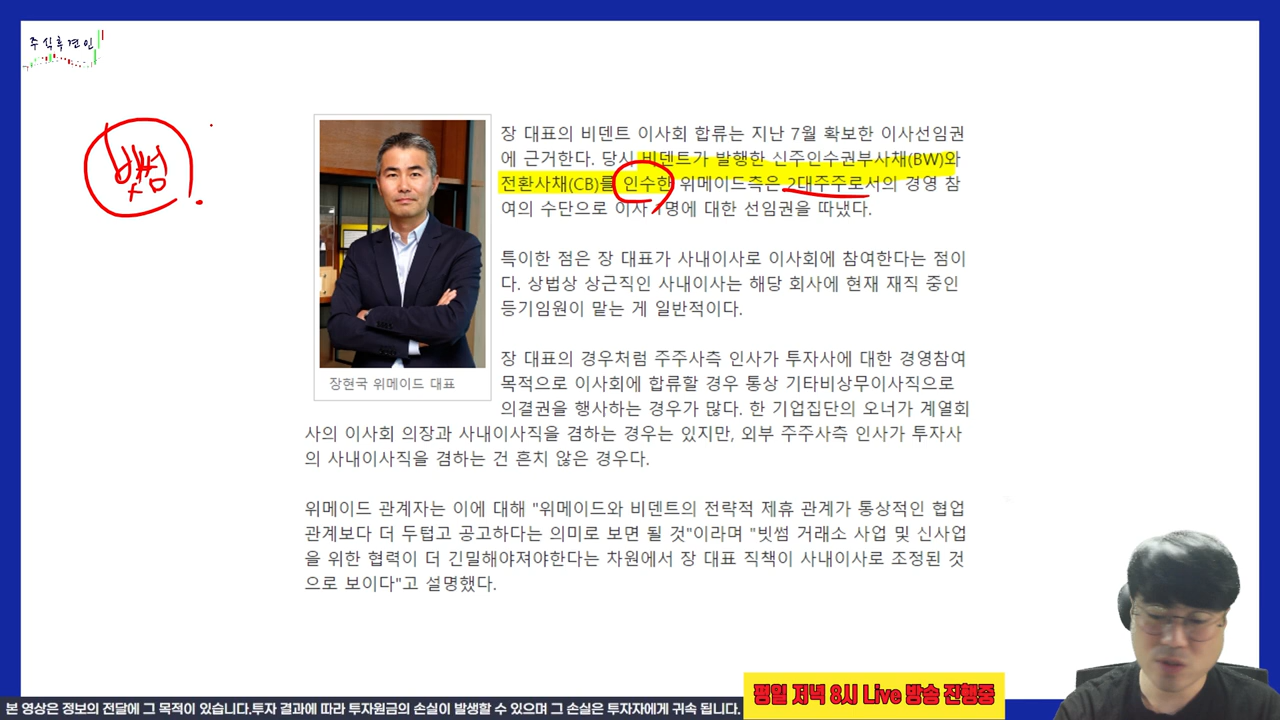 주식후견인
빗썸
장 대표의 비덴트 이사회 합류는 지난 7월 확보한 이사선임권
에 근거한다. 당시 비덴트가 발행한 신주인수권부사채(BW)와
전환사채(CB)를 인수한 위메이드측은 2대주주로서의 경영 참
여의 수단으로 이사 1명에 대한 선임권을 따냈다.
특이한 점은 장 대표가 사내이사로 이사회에 참여한다는 점이
다. 상법상 상근직인 사내이사는 해당 회사에 현재 재직 중인
등기임원이 맡는 게 일반적이다.
장 대표의 경우처럼 주주사측 인사가 투자사에 대한 경영참여
목적으로 이사회에 합류할 경우 통상 기타비상무이사직으로
장현국 위메이드 대표
의결권을 행사하는 경우가 많다. 한 기업집단의 오너가 계열회
사의 이사회 의장과 사내이사직을 겸하는 경우는 있지만, 외부 주주사측 인사가 투자사
의 사내이사직을 겸하는 건 흔치 않은 경우다.
위메이드 관계자는 이에 대해 "위메이드와 비덴트의 전략적 제휴 관계가 통상적인 협업
관계보다 더 두텁고 공고하다는 의미로 보면 될 것"이라며 "빗썸 거래소 사업 및 신사업
을 위한 협력이 더 긴밀해야져야한다는 차원에서 장 대표 직책이 사내이사로 조정된 것
으로 보이다"고 설명했다.
평일 저녁 8시 Live 방송 진행중
본 영상은 정보의 전달에 그 목적이 있습니다.투자 결과에 따라 투자원금의 손실이 발생할 수 있으며 그 손실은 투자자에게 귀속 됩니다.